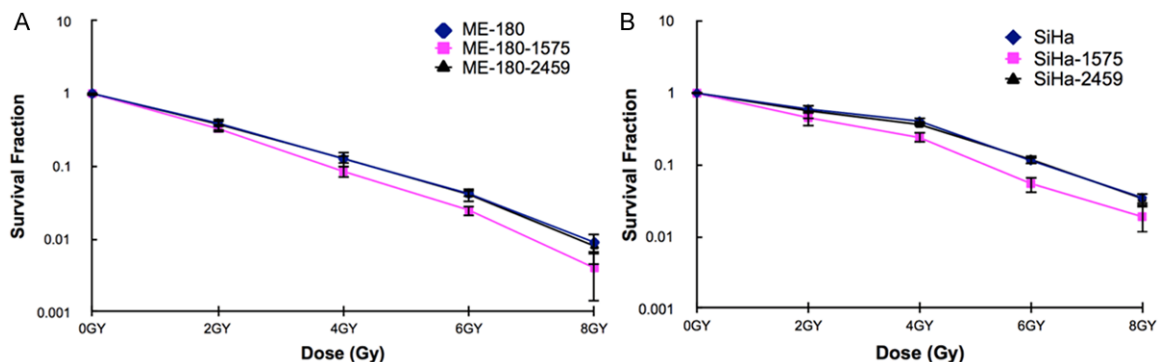 A
10
1
0.1
0.01
0.001
Survival Fraction
0GY
2GY
4GY
6GY
8GY
Dose (Gy)
ME-180
ME-180-1575
ME-180-2459
B
10
1
0.1
0.01
0.001
Survival Fraction
0GY
2GY
4GY
6GY
8GY
Dose (Gy)
SiHa
SiHa-1575
SiHa-2459